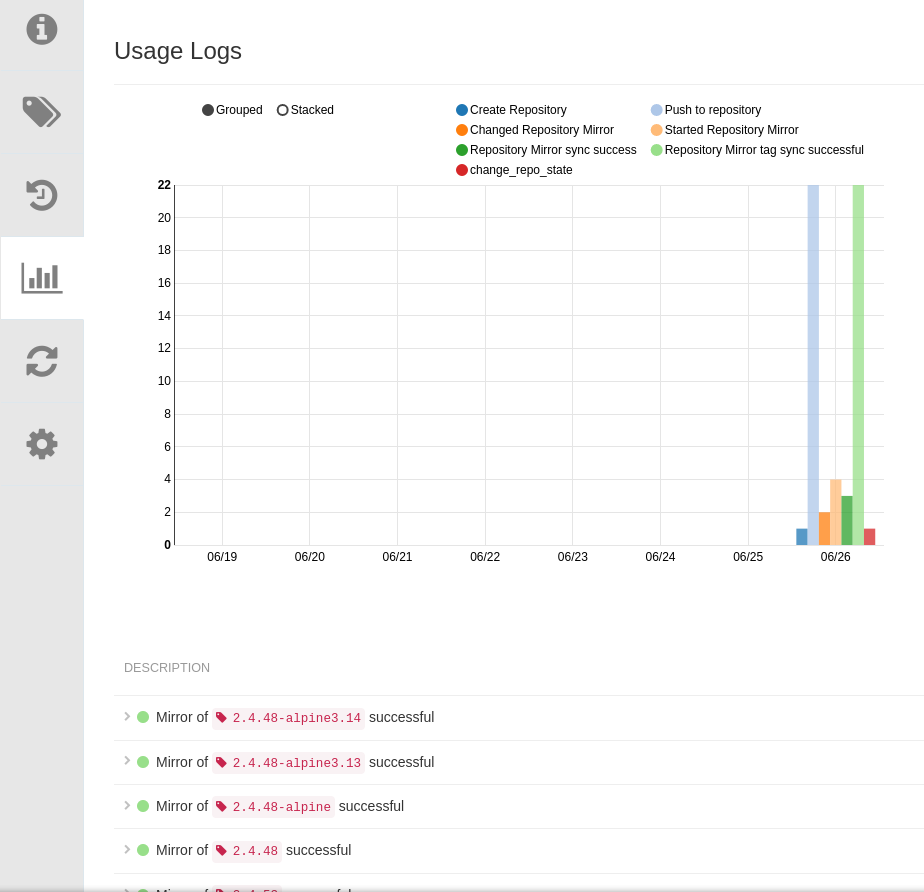 Usage Logs
Grouped Stacked
Create Repository Push to repository
Changed Repository Mirror Started Repository Mirror
Repository Mirror sync success Repository Mirror tag sync successful
change_repo_state
22
20
18
16
14
12
10
8
6
4
2
0
06/19 06/20 06/21 06/22 06/23 06/24 06/25 06/26
DESCRIPTION
Mirror of 2.4.48-alpine3.14 successful
Mirror of 2.4.48-alpine3.13 successful
Mirror of 2.4.48-alpine successful
Mirror of 2.4.48 successful